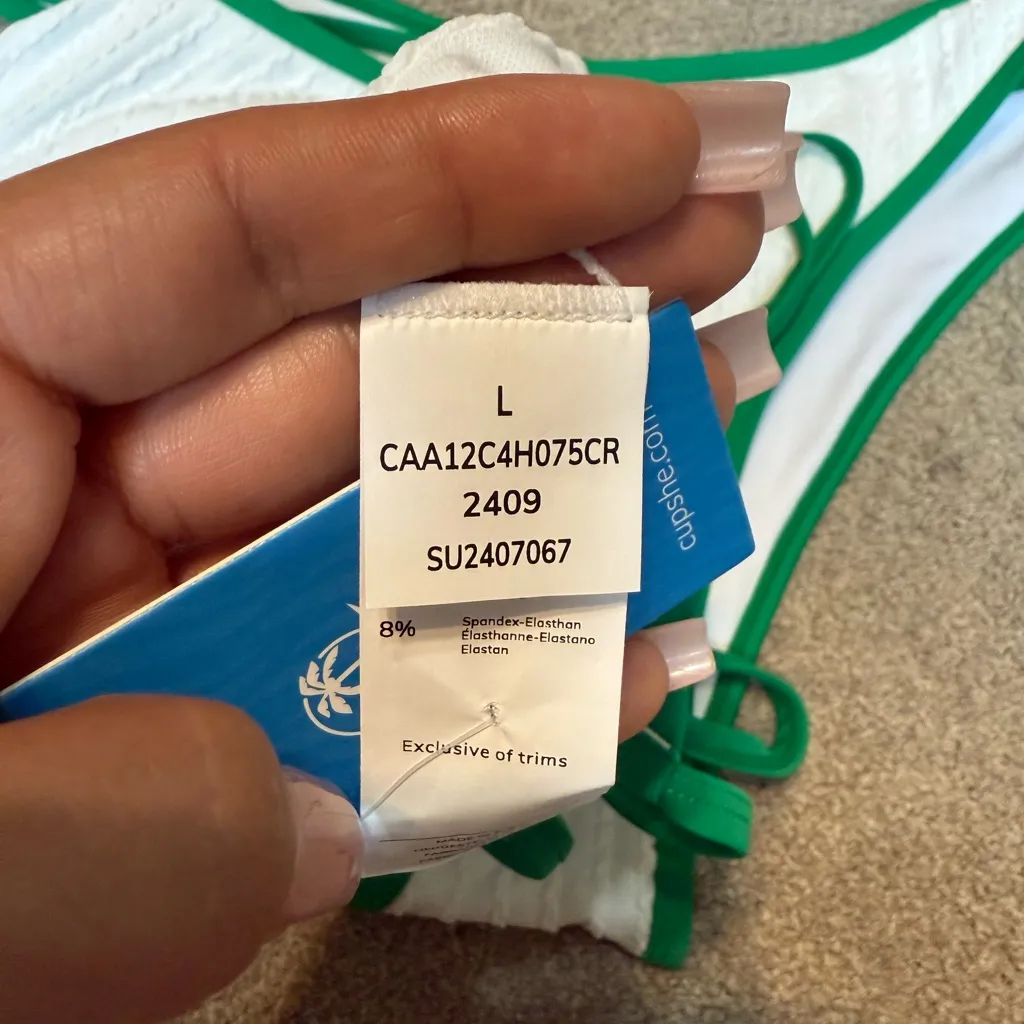 L
CAA12C4H075CR
2409
SU2407067
cupshe.com
8%
Spandex-Elasthan
Élasthanne-Elastano
Elastan
Exclusive of trims